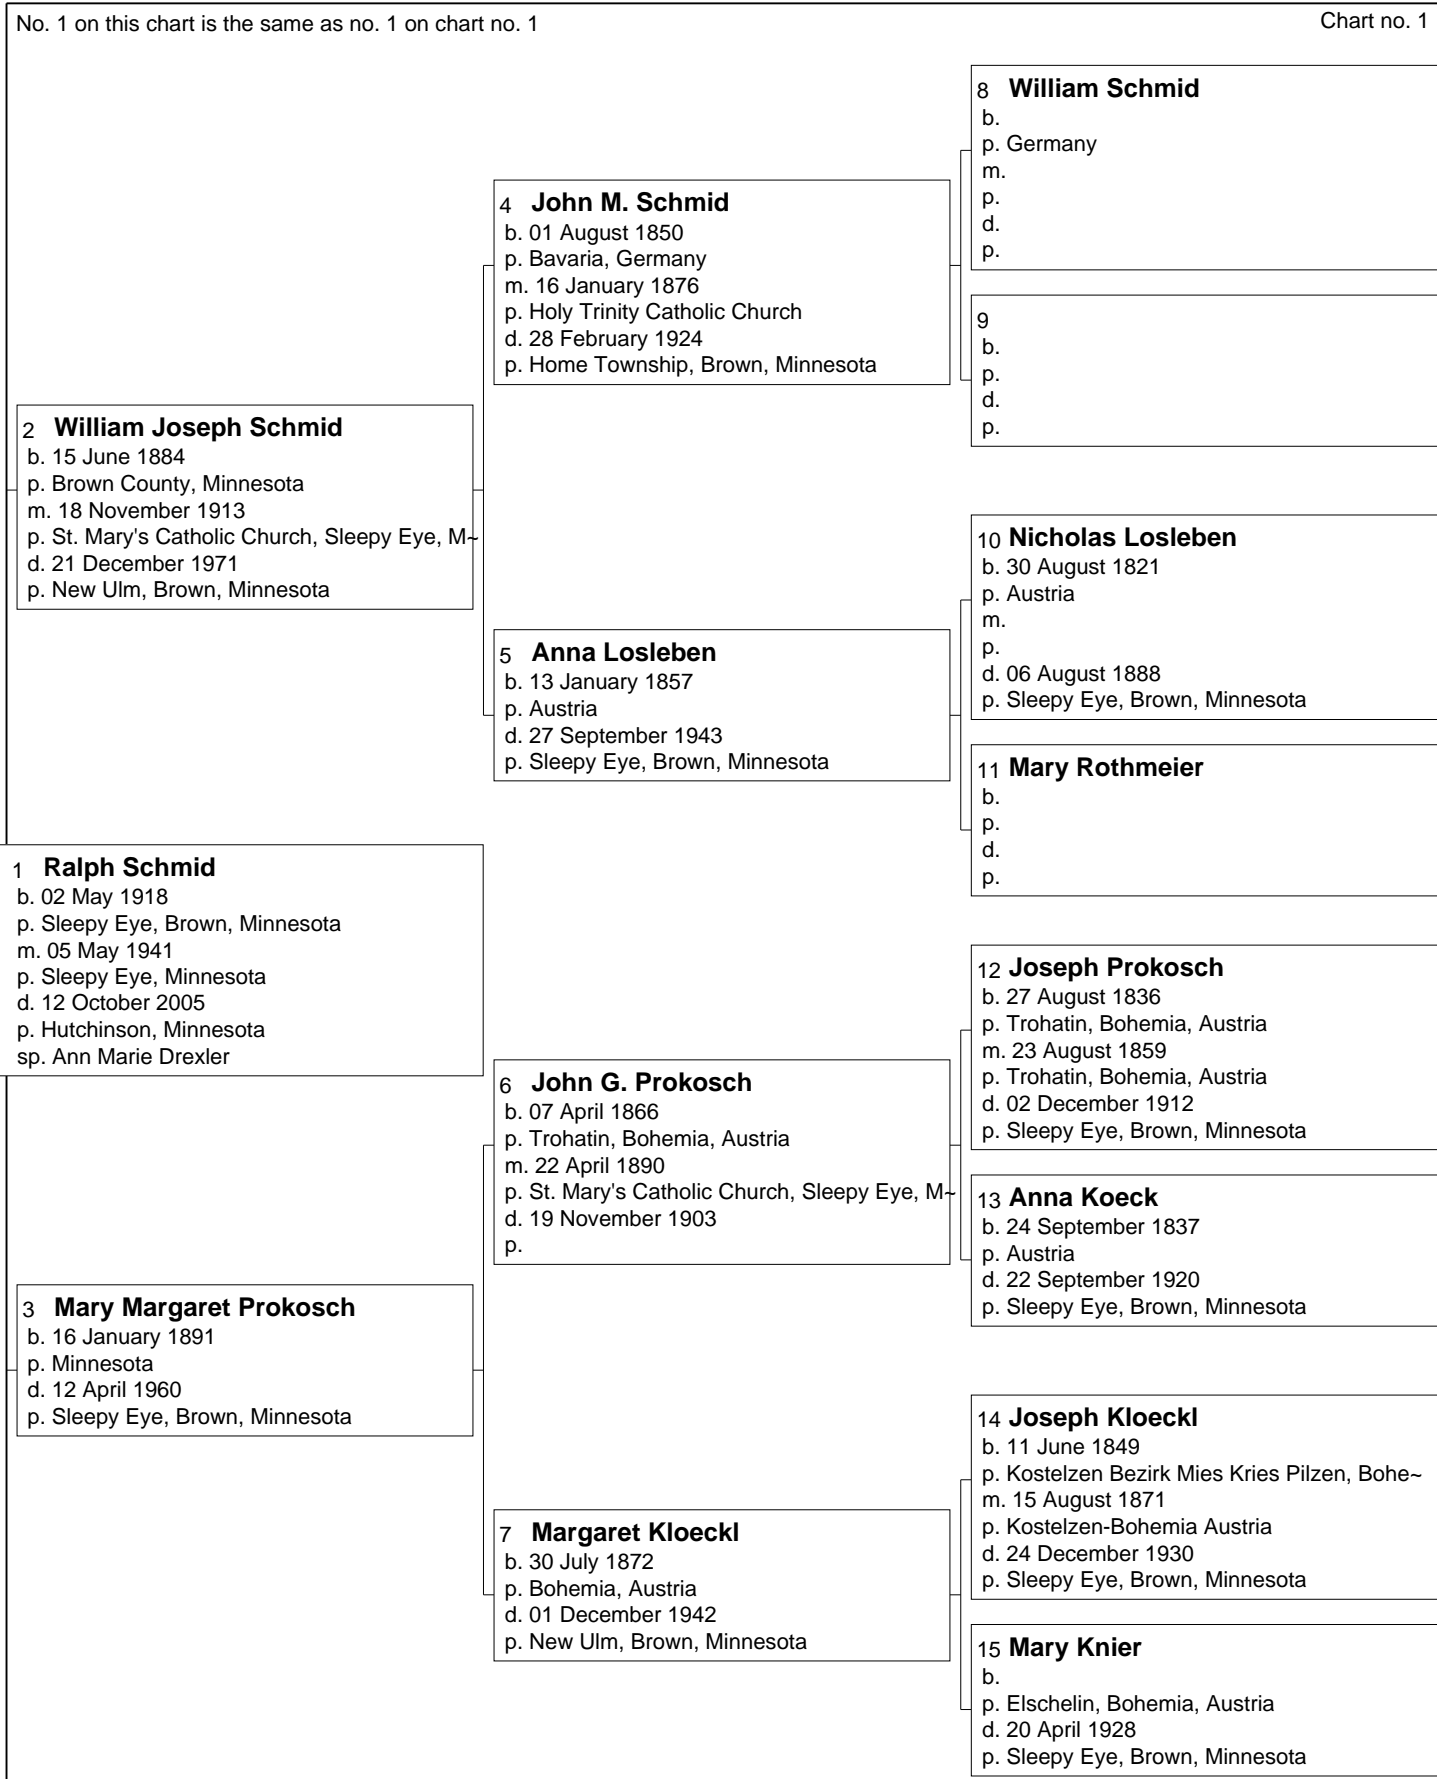 No. 1 on this chart is the same as no. 1 on chart no. 1
Chart no. 1
8 William Schmid
b.
p. Germany
m.
p.
d.
p.
4 John M. Schmid
b. 01 August 1850
p. Bavaria, Germany
m. 16 January 1876
p. Holy Trinity Catholic Church
d. 28 February 1924
p. Home Township, Brown, Minnesota
9
b.
p.
d.
p.
2 William Joseph Schmid
b. 15 June 1884
p. Brown County, Minnesota
m. 18 November 1913
p. St. Mary's Catholic Church, Sleepy Eye, M~
d. 21 December 1971
p. New Ulm, Brown, Minnesota
10 Nicholas Losleben
b. 30 August 1821
p. Austria
m.
p.
d. 06 August 1888
p. Sleepy Eye, Brown, Minnesota
5 Anna Losleben
b. 13 January 1857
p. Austria
d. 27 September 1943
p. Sleepy Eye, Brown, Minnesota
11 Mary Rothmeier
b.
p.
d.
p.
1 Ralph Schmid
b. 02 May 1918
p. Sleepy Eye, Brown, Minnesota
m. 05 May 1941
p. Sleepy Eye, Minnesota
d. 12 October 2005
p. Hutchinson, Minnesota
sp. Ann Marie Drexler
12 Joseph Prokosch
b. 27 August 1836
p. Trohatin, Bohemia, Austria
m. 23 August 1859
p. Trohatin, Bohemia, Austria
d. 02 December 1912
p. Sleepy Eye, Brown, Minnesota
6 John G. Prokosch
b. 07 April 1866
p. Trohatin, Bohemia, Austria
m. 22 April 1890
p. St. Mary's Catholic Church, Sleepy Eye, M~
d. 19 November 1903
p.
13 Anna Koeck
b. 24 September 1837
p. Austria
d. 22 September 1920
p. Sleepy Eye, Brown, Minnesota
3 Mary Margaret Prokosch
b. 16 January 1891
p. Minnesota
d. 12 April 1960
p. Sleepy Eye, Brown, Minnesota
14 Joseph Kloeckl
b. 11 June 1849
p. Kostelzen Bezirk Mies Kries Pilzen, Bohe~
m. 15 August 1871
p. Kostelzen-Bohemia Austria
d. 24 December 1930
p. Sleepy Eye, Brown, Minnesota
7 Margaret Kloeckl
b. 30 July 1872
p. Bohemia, Austria
d. 01 December 1942
p. New Ulm, Brown, Minnesota
15 Mary Knier
b.
p. Elschelin, Bohemia, Austria
d. 20 April 1928
p. Sleepy Eye, Brown, Minnesota